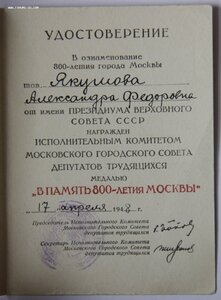 УДОСТОВЕРЕНИЕ
В ознаменование
800-летия города Москвы
тов. Якушова
Александра Федоровна
от имени ПРЕЗИДИУМА ВЕРХОВНОГО
СОВЕТА СССР
НАГРАЖДЕН
ИСПОЛНИТЕЛЬНЫМ КОМИТЕТОМ
МОСКОВСКОГО ГОРОДСКОГО СОВЕТА
ДЕПУТАТОВ ТРУДЯЩИХСЯ
МЕДАЛЬЮ
„В ПАМЯТЬ 800-ЛЕТИЯ МОСКВЫ“
17 апреля 1948 г.
Председатель Исполнительного Комитета
Московского Городского Совета
депутатов трудящихся
Секретарь Исполнительного Комитета
Московского Городского Совета
депутатов трудящихся